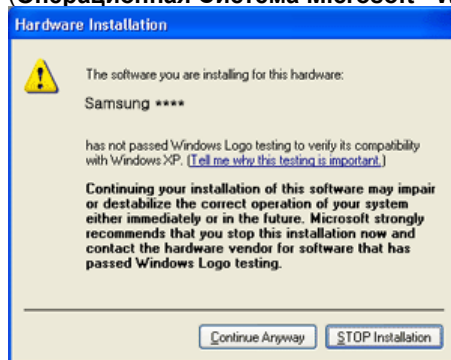 (Операционная Система Microsoft
Hardware Installation
The software you are installing for this hardware:
Samsung ****
has not passed Windows Logo testing to verify its compatibility
with Windows XP. (Tell me why this testing is important.)
Continuing your installation of this software may impair
or destabilize the correct operation of your system
either immediately or in the future. Microsoft strongly
recommends that you stop this installation now and
contact the hardware vendor for software that has
passed Windows Logo testing.
Continue Anyway
STOP Installation